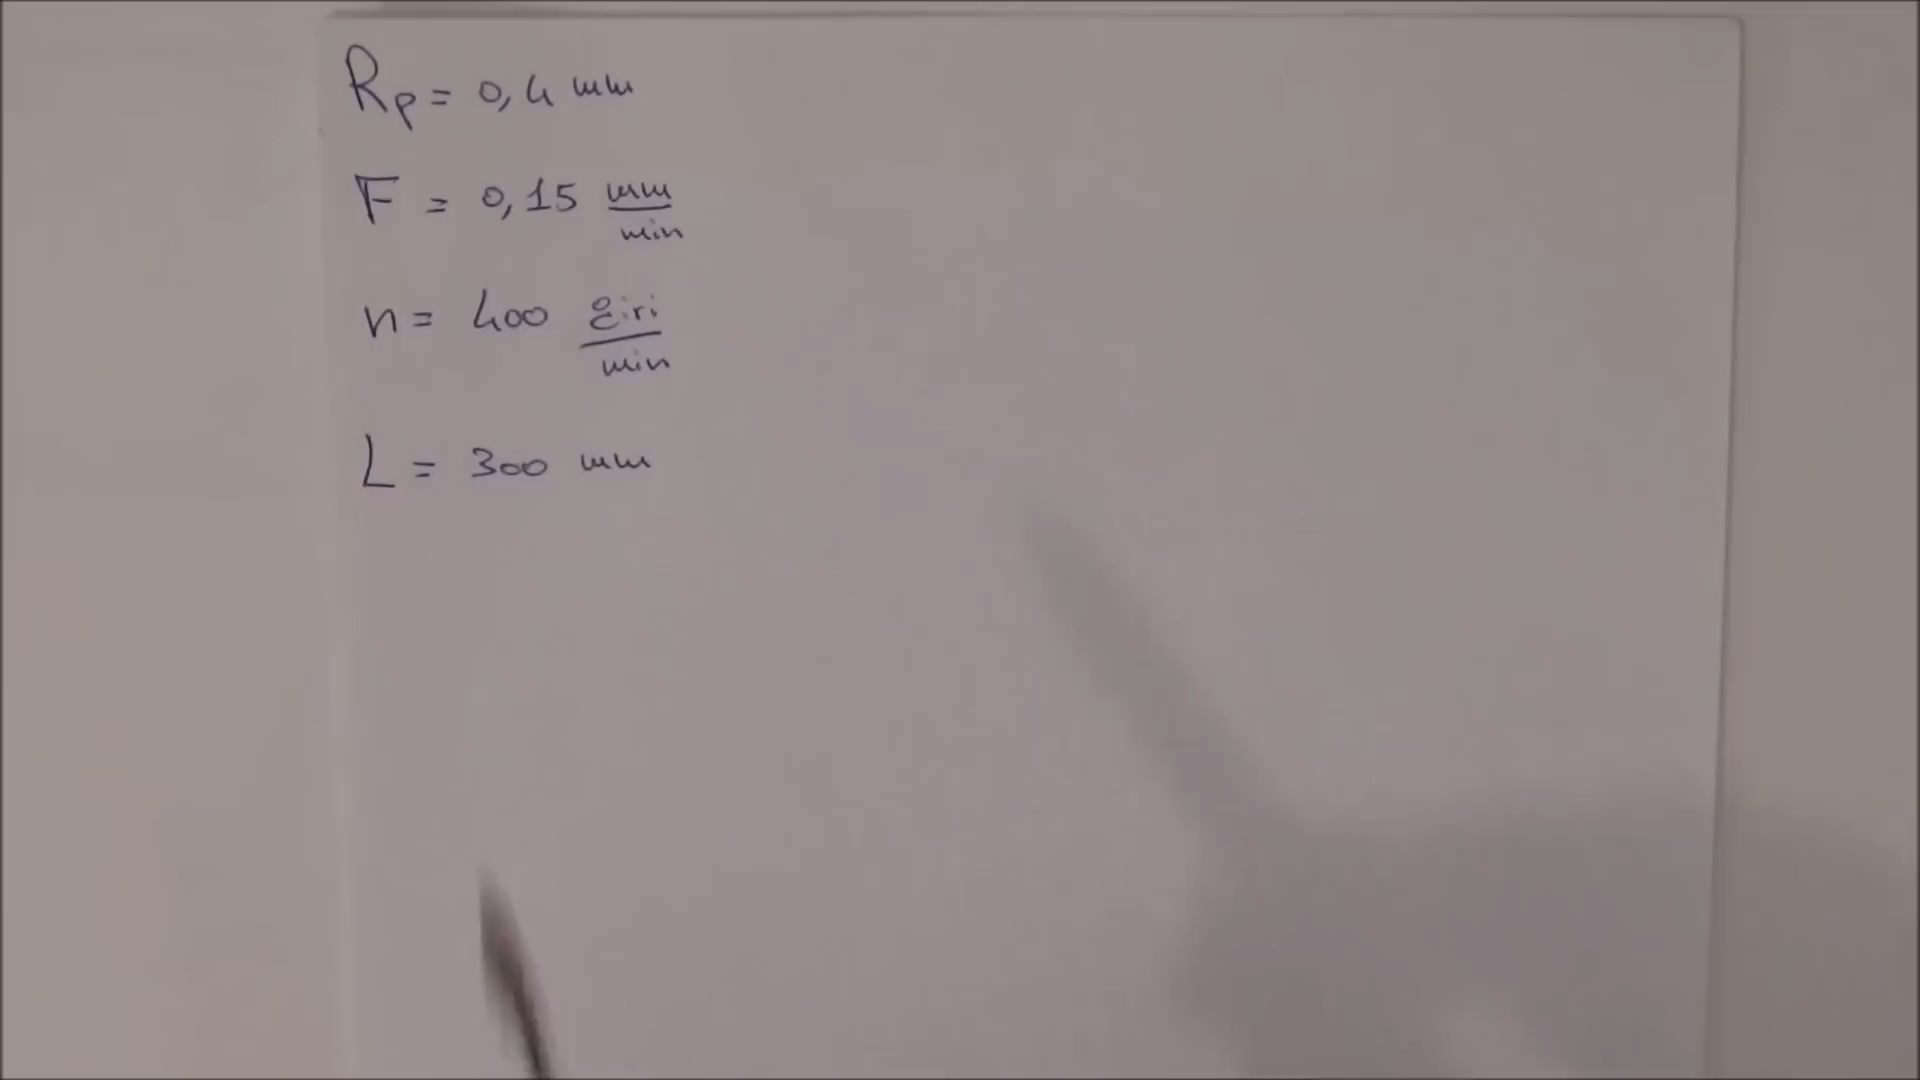 Rp = 0,4 mm
F = 0,15 mm/min
n = 400 giri/min
L = 300 mm